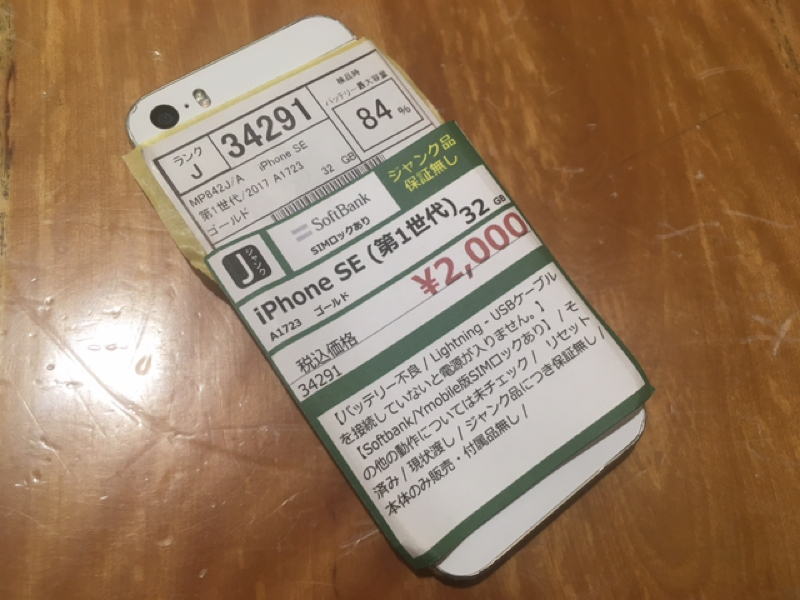 ランク
J
34291
検品時
バッテリー最大容量
84 %
MP842J/A iPhone SE
第1世代/2017 A1723 32 GB
ゴールド
SoftBank
SIMロックあり
ジャンク品
保証無し
J ジャンク
iPhone SE (第1世代) 32 GB
A1723 ゴールド
¥2,000
税込価格
34291
【バッテリー不良 / Lightning - USBケーブル
を接続していないと電源が入りません。】
【Softbank/Ymobile版SIMロックあり】 / そ
の他の動作については未チェック / リセット
済み / 現状渡し / ジャンク品につき保証無し /
本体のみ販売・付属品無し /